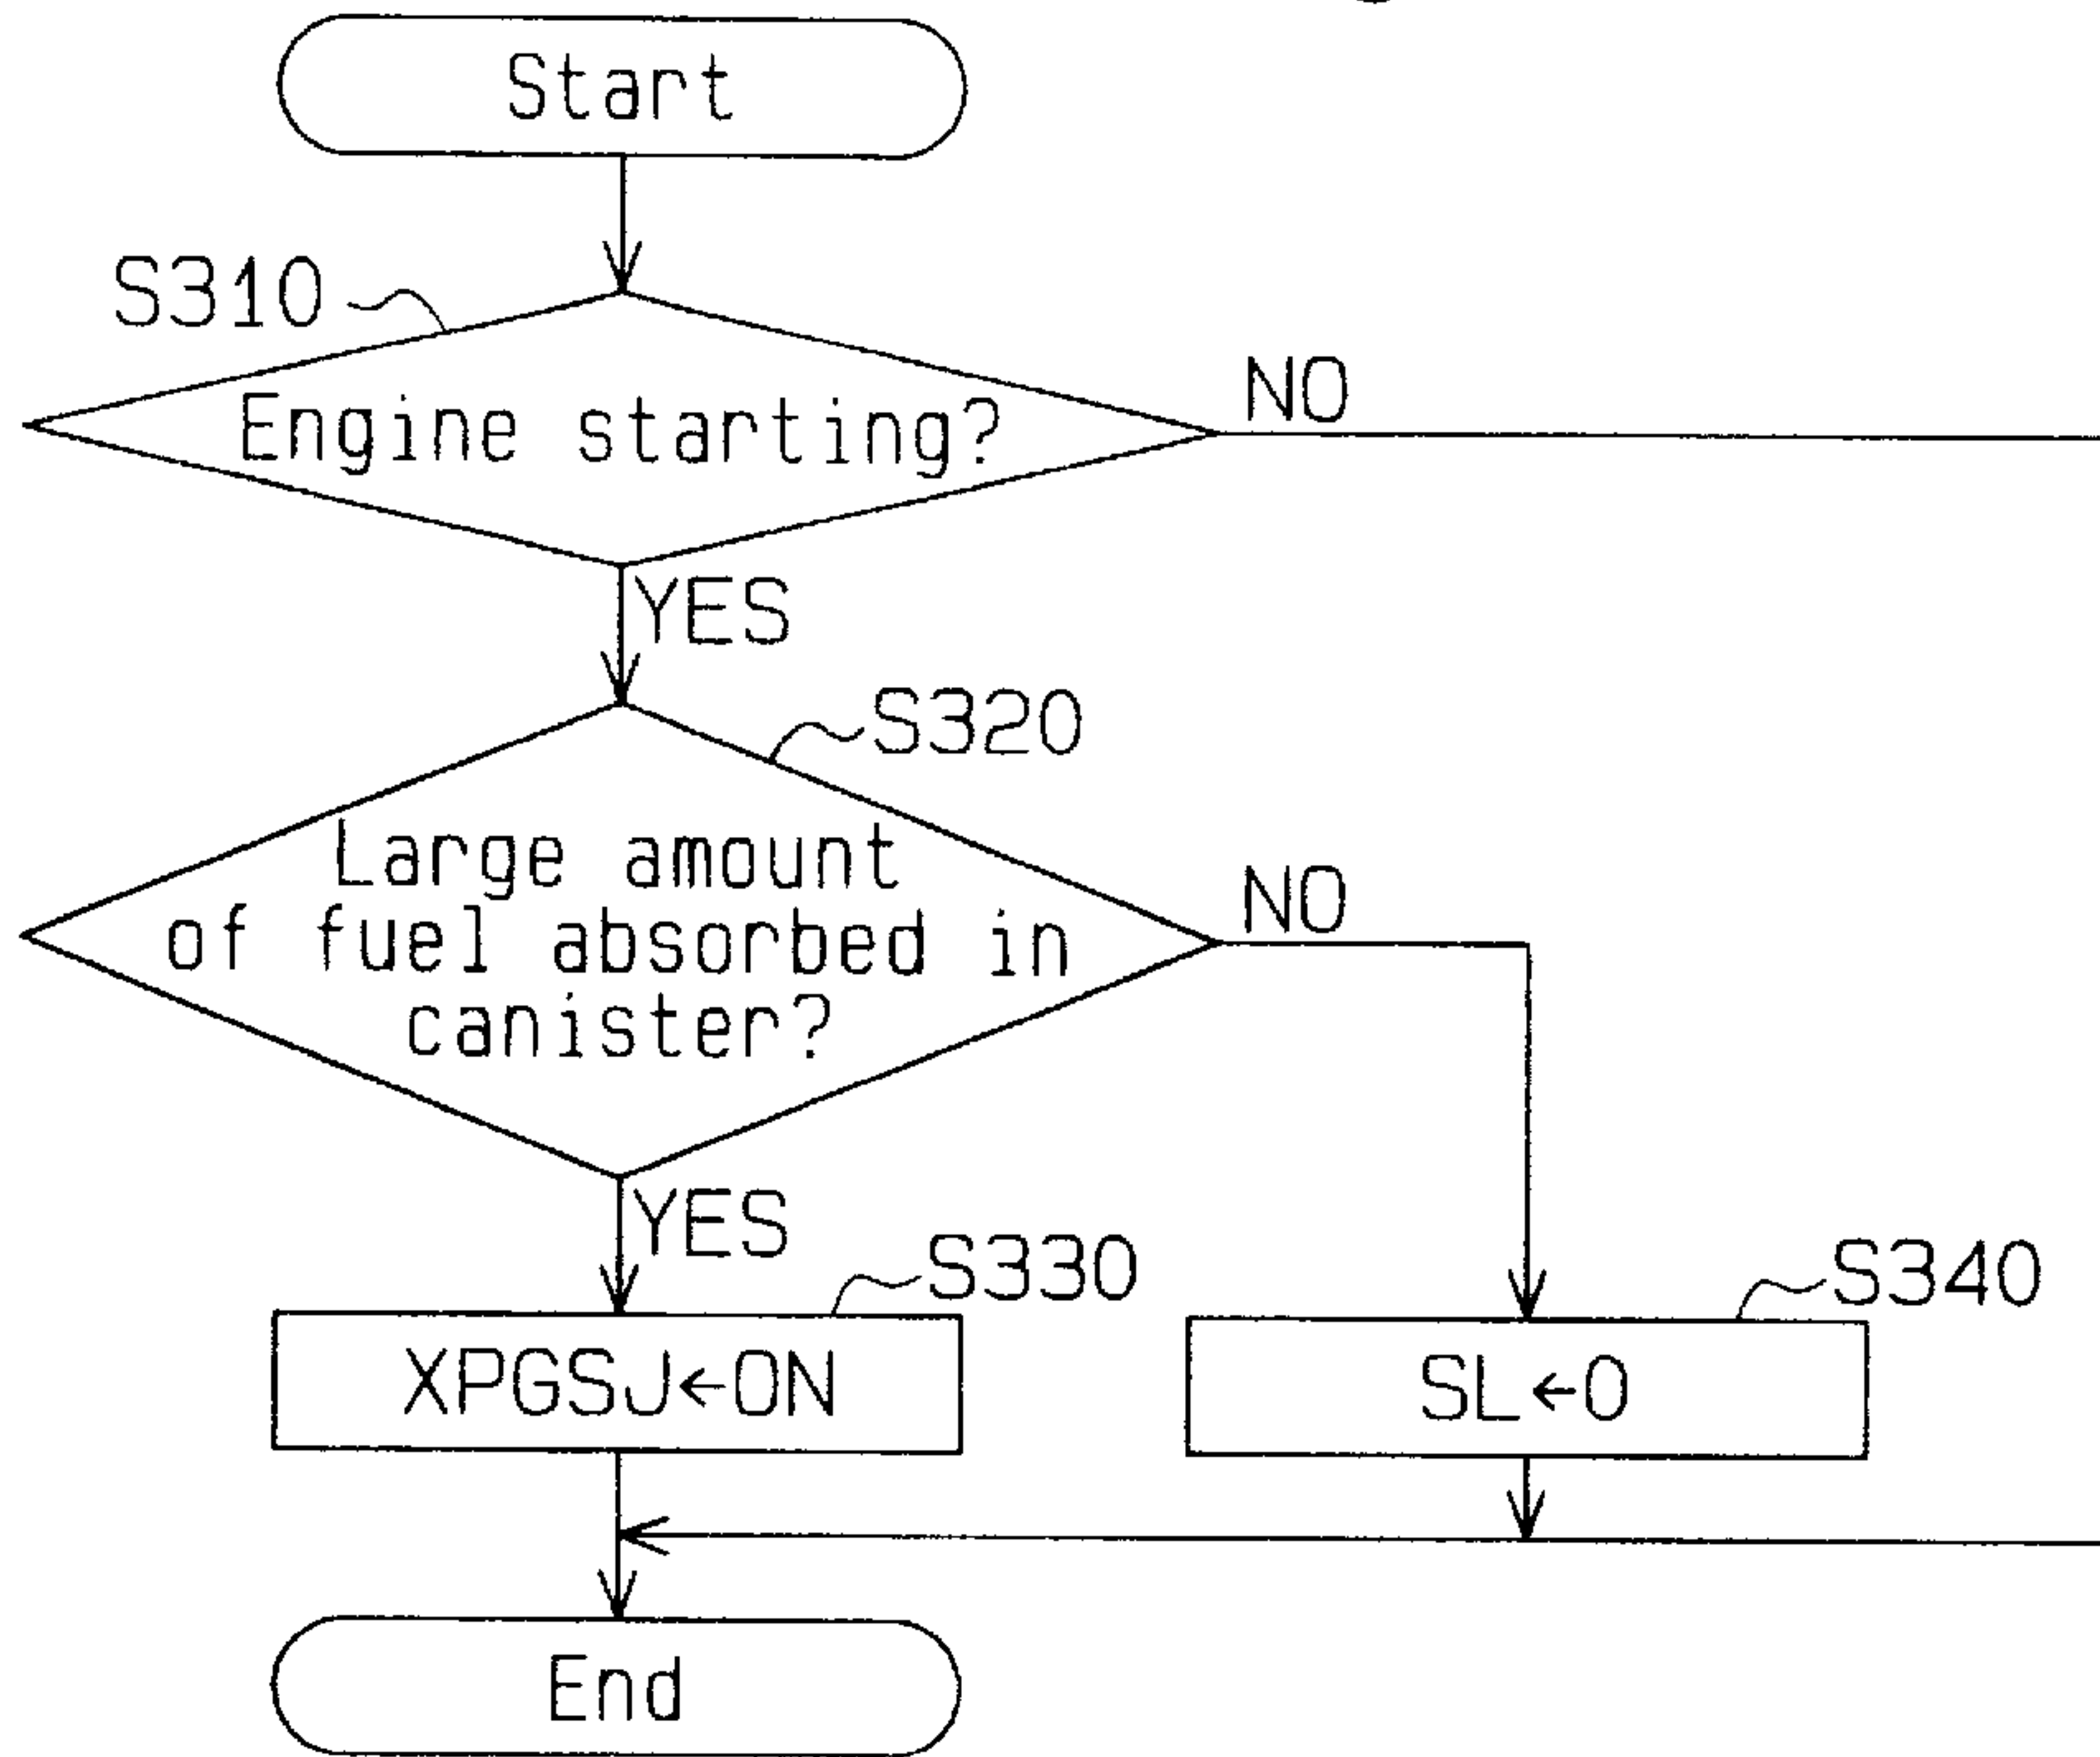 Start
S310
Engine starting?
NO
YES
S320
Large amount
of fuel absorbed in
canister?
NO
YES
S330
XPGSJ←ON
S340
SL←0
End